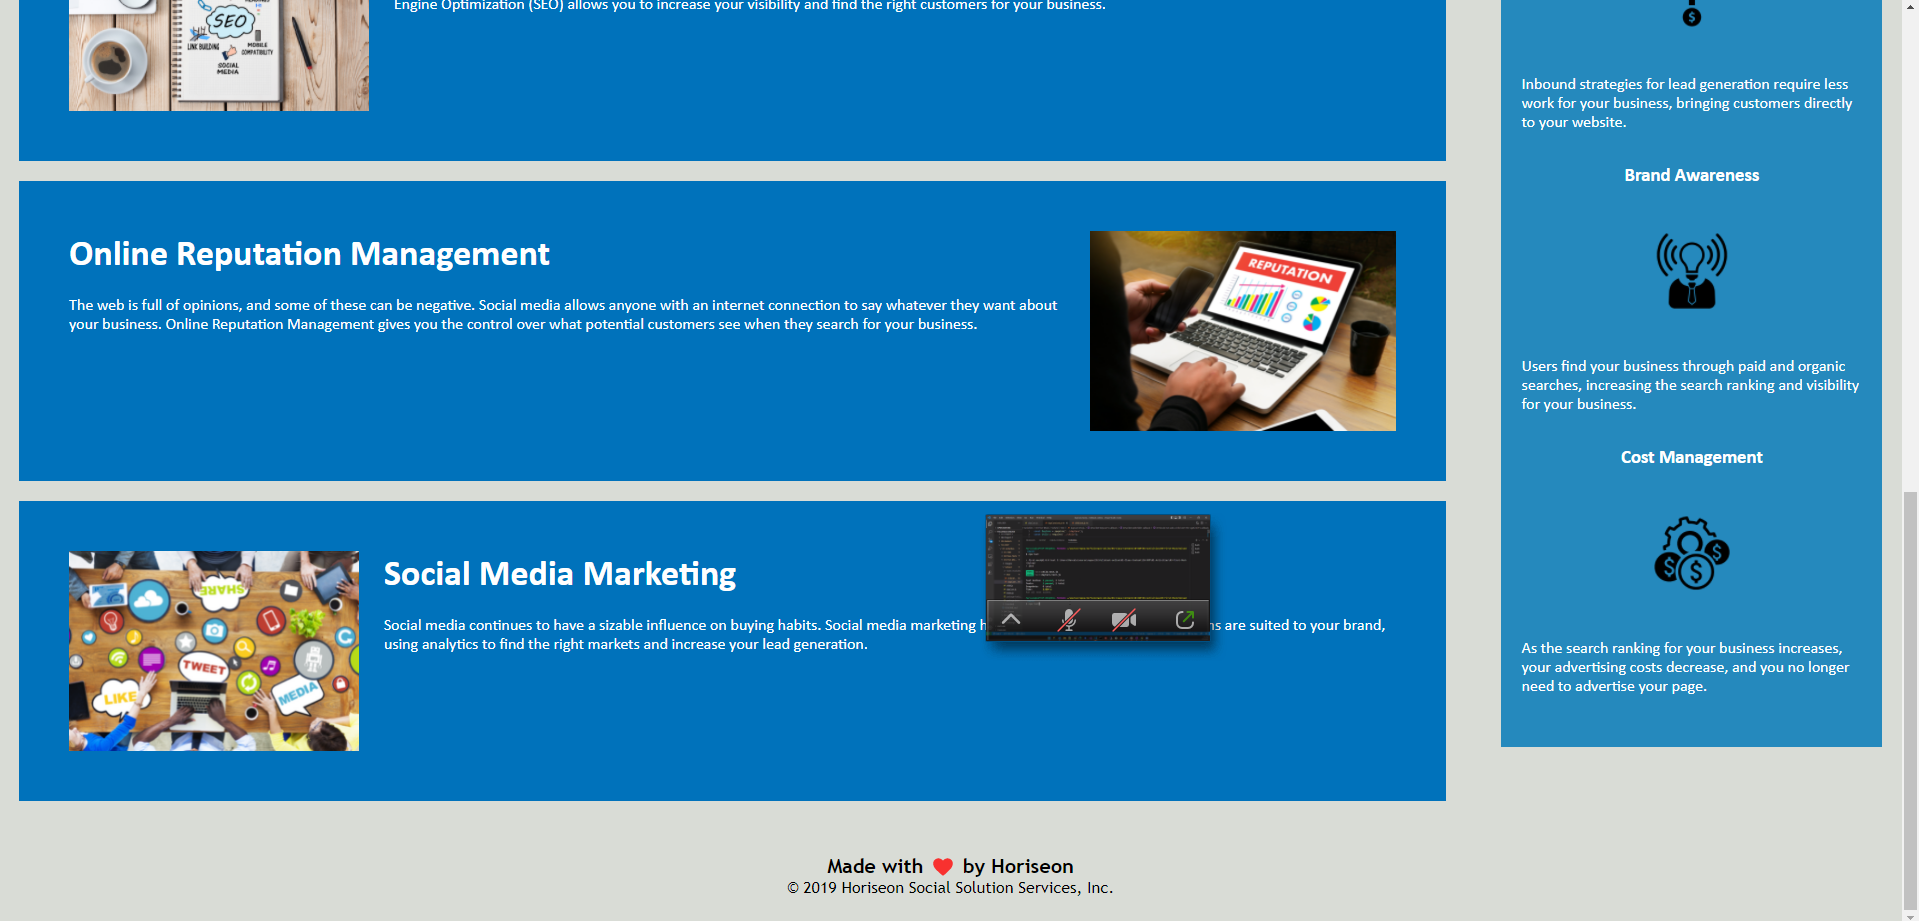 Engine Optimization (SEO) allows you to increase your visibility and find the right customers for your business.
SEO
LINK BUILDING
MOBILE
COMPATIBILITY
SOCIAL
MEDIA
Online Reputation Management
The web is full of opinions, and some of these can be negative. Social media allows anyone with an internet connection to say whatever they want about
your business. Online Reputation Management gives you the control over what potential customers see when they search for your business.
REPUTATION
Social Media Marketing
Social media continues to have a sizable influence on buying habits. Social media marketing h
are suited to your brand,
using analytics to find the right markets and increase your lead generation.
SHARE
TWEET
LIKE
MEDIA
Inbound strategies for lead generation require less
work for your business, bringing customers directly
to your website.
Brand Awareness
Users find your business through paid and organic
searches, increasing the search ranking and visibility
for your business.
Cost Management
As the search ranking for your business increases,
your advertising costs decrease, and you no longer
need to advertise your page.
Made with ❤ by Horiseon
© 2019 Horiseon Social Solution Services, Inc.